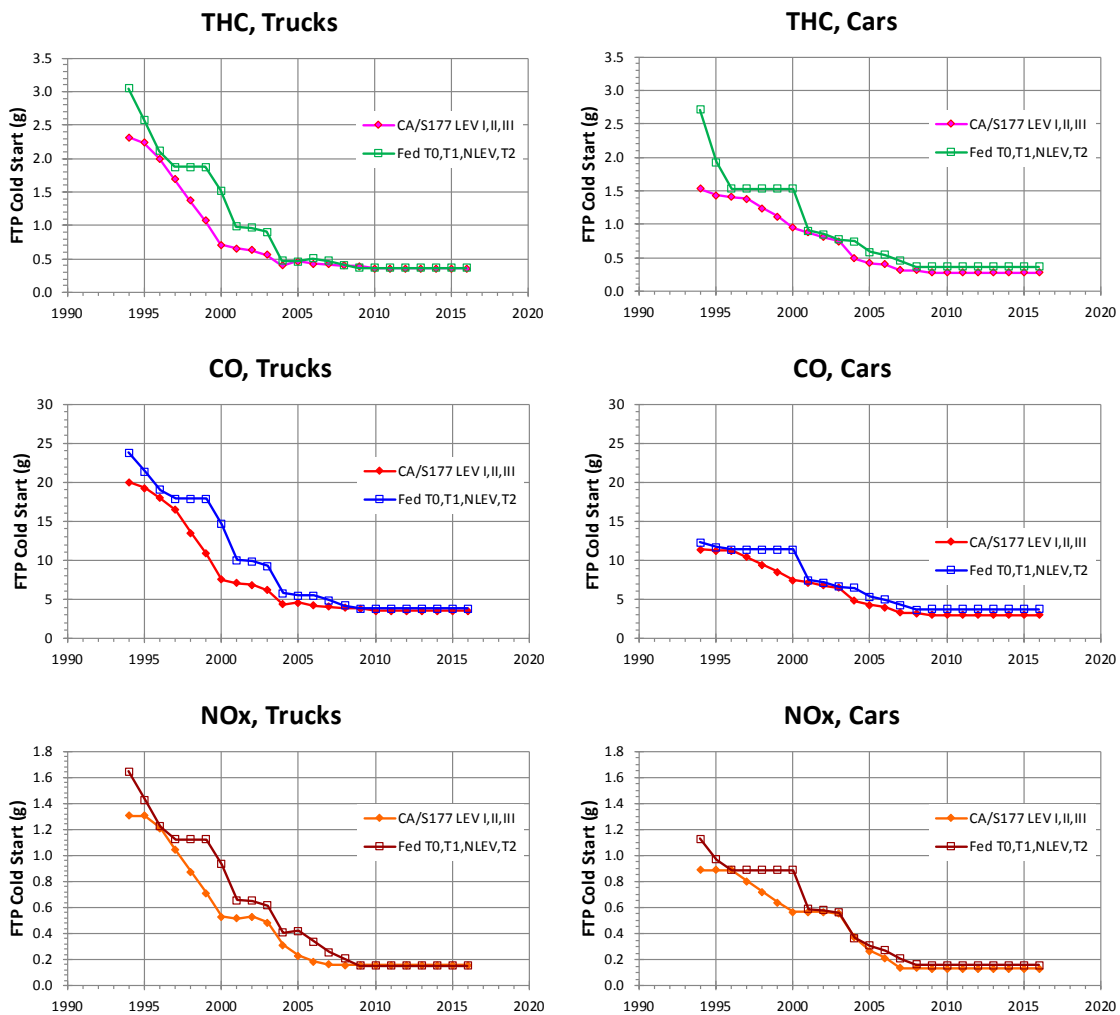 THC, Trucks
FTP Cold Start (g)
3.5
3.0
2.5
2.0
1.5
1.0
0.5
0.0
CA/S177 LEV I,II,III
Fed T0,T1,NLEV,T2
1990 1995 2000 2005 2010 2015 2020
THC, Cars
FTP Cold Start (g)
3.5
3.0
2.5
2.0
1.5
1.0
0.5
0.0
CA/S177 LEV I,II,III
Fed T0,T1,NLEV,T2
1990 1995 2000 2005 2010 2015 2020
CO, Trucks
FTP Cold Start (g)
30
25
20
15
10
5
0
CA/S177 LEV I,II,III
Fed T0,T1,NLEV,T2
1990 1995 2000 2005 2010 2015 2020
CO, Cars
FTP Cold Start (g)
30
25
20
15
10
5
0
CA/S177 LEV I,II,III
Fed T0,T1,NLEV,T2
1990 1995 2000 2005 2010 2015 2020
NOx, Trucks
FTP Cold Start (g)
1.8
1.6
1.4
1.2
1.0
0.8
0.6
0.4
0.2
0.0
CA/S177 LEV I,II,III
Fed T0,T1,NLEV,T2
1990 1995 2000 2005 2010 2015 2020
NOx, Cars
FTP Cold Start (g)
1.8
1.6
1.4
1.2
1.0
0.8
0.6
0.4
0.2
0.0
CA/S177 LEV I,II,III
Fed T0,T1,NLEV,T2
1990 1995 2000 2005 2010 2015 2020